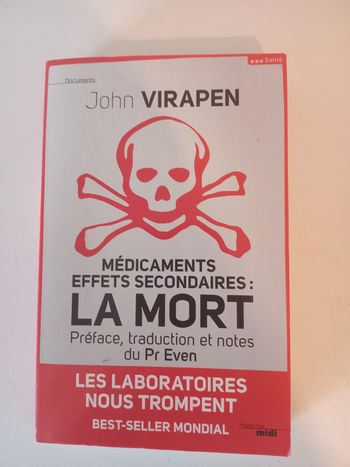 Documents
●●● Santé
John VIRAPEN
MÉDICAMENTS
EFFETS SECONDAIRES :
LA MORT
Préface, traduction et notes
du Pr Even
LES LABORATOIRES
NOUS TROMPENT
BEST-SELLER MONDIAL
cherche
midi